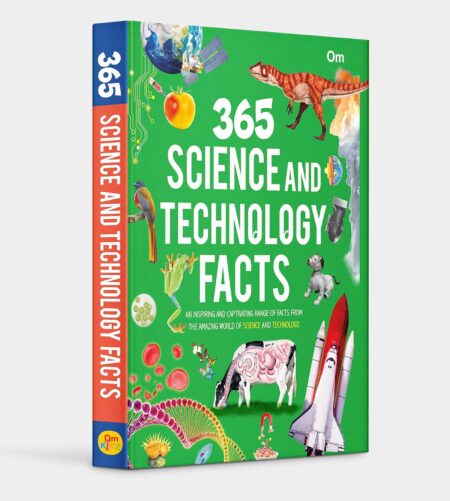 365 SCIENCE AND TECHNOLOGY FACTS
Om
KIDZ
Om
365
SCIENCE AND
TECHNOLOGY
FACTS
AN INSPIRING AND CAPTIVATING RANGE OF FACTS FROM
THE AMAZING WORLD OF SCIENCE AND TECHNOLOGY.